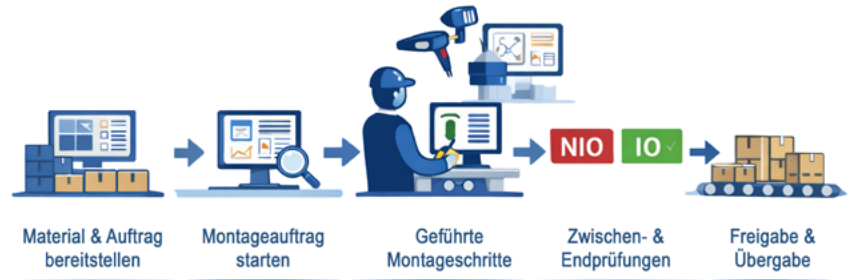 NIO
IO ✓
Material & Auftrag
bereitstellen
Montageauftrag
starten
Geführte
Montageschritte
Zwischen- &
Endprüfungen
Freigabe &
Übergabe